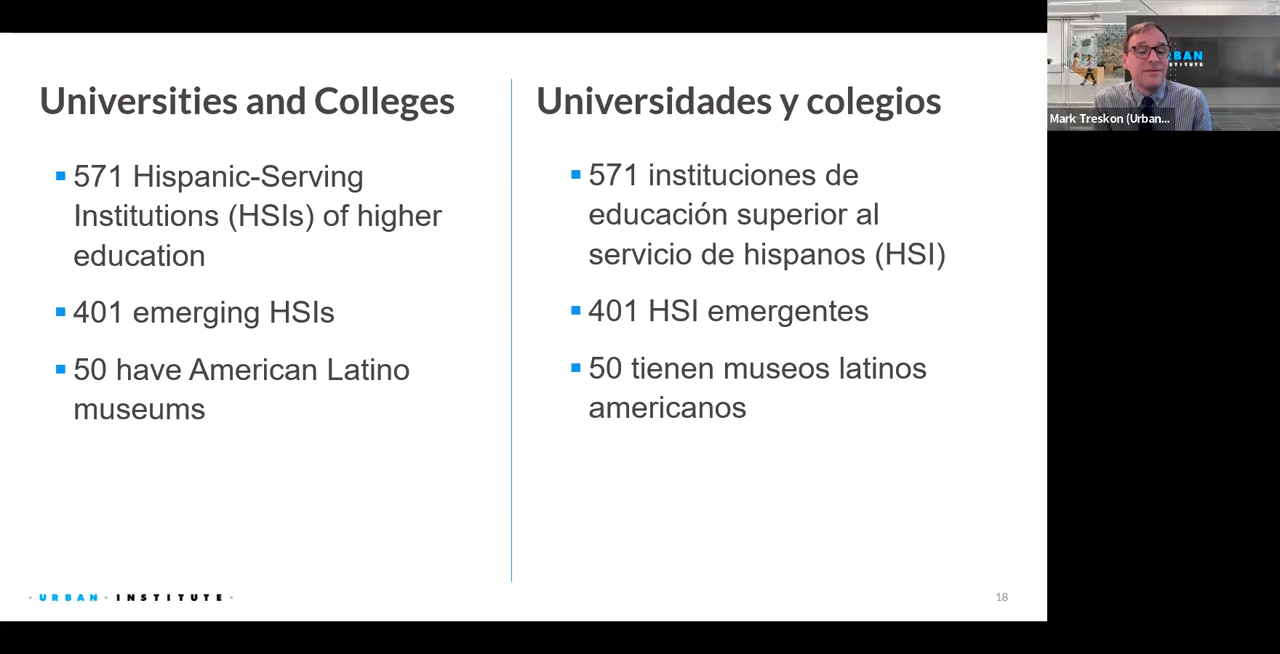 Universities and Colleges
571 Hispanic-Serving
Institutions (HSIs) of higher
education
401 emerging HSIs
50 have American Latino
museums
Universidades y colegios
571 instituciones de
educación superior al
servicio de hispanos (HSI)
401 HSI emergentes
50 tienen museos latinos
americanos
URBAN INSTITUTE
18
Mark Treskon (Urban...